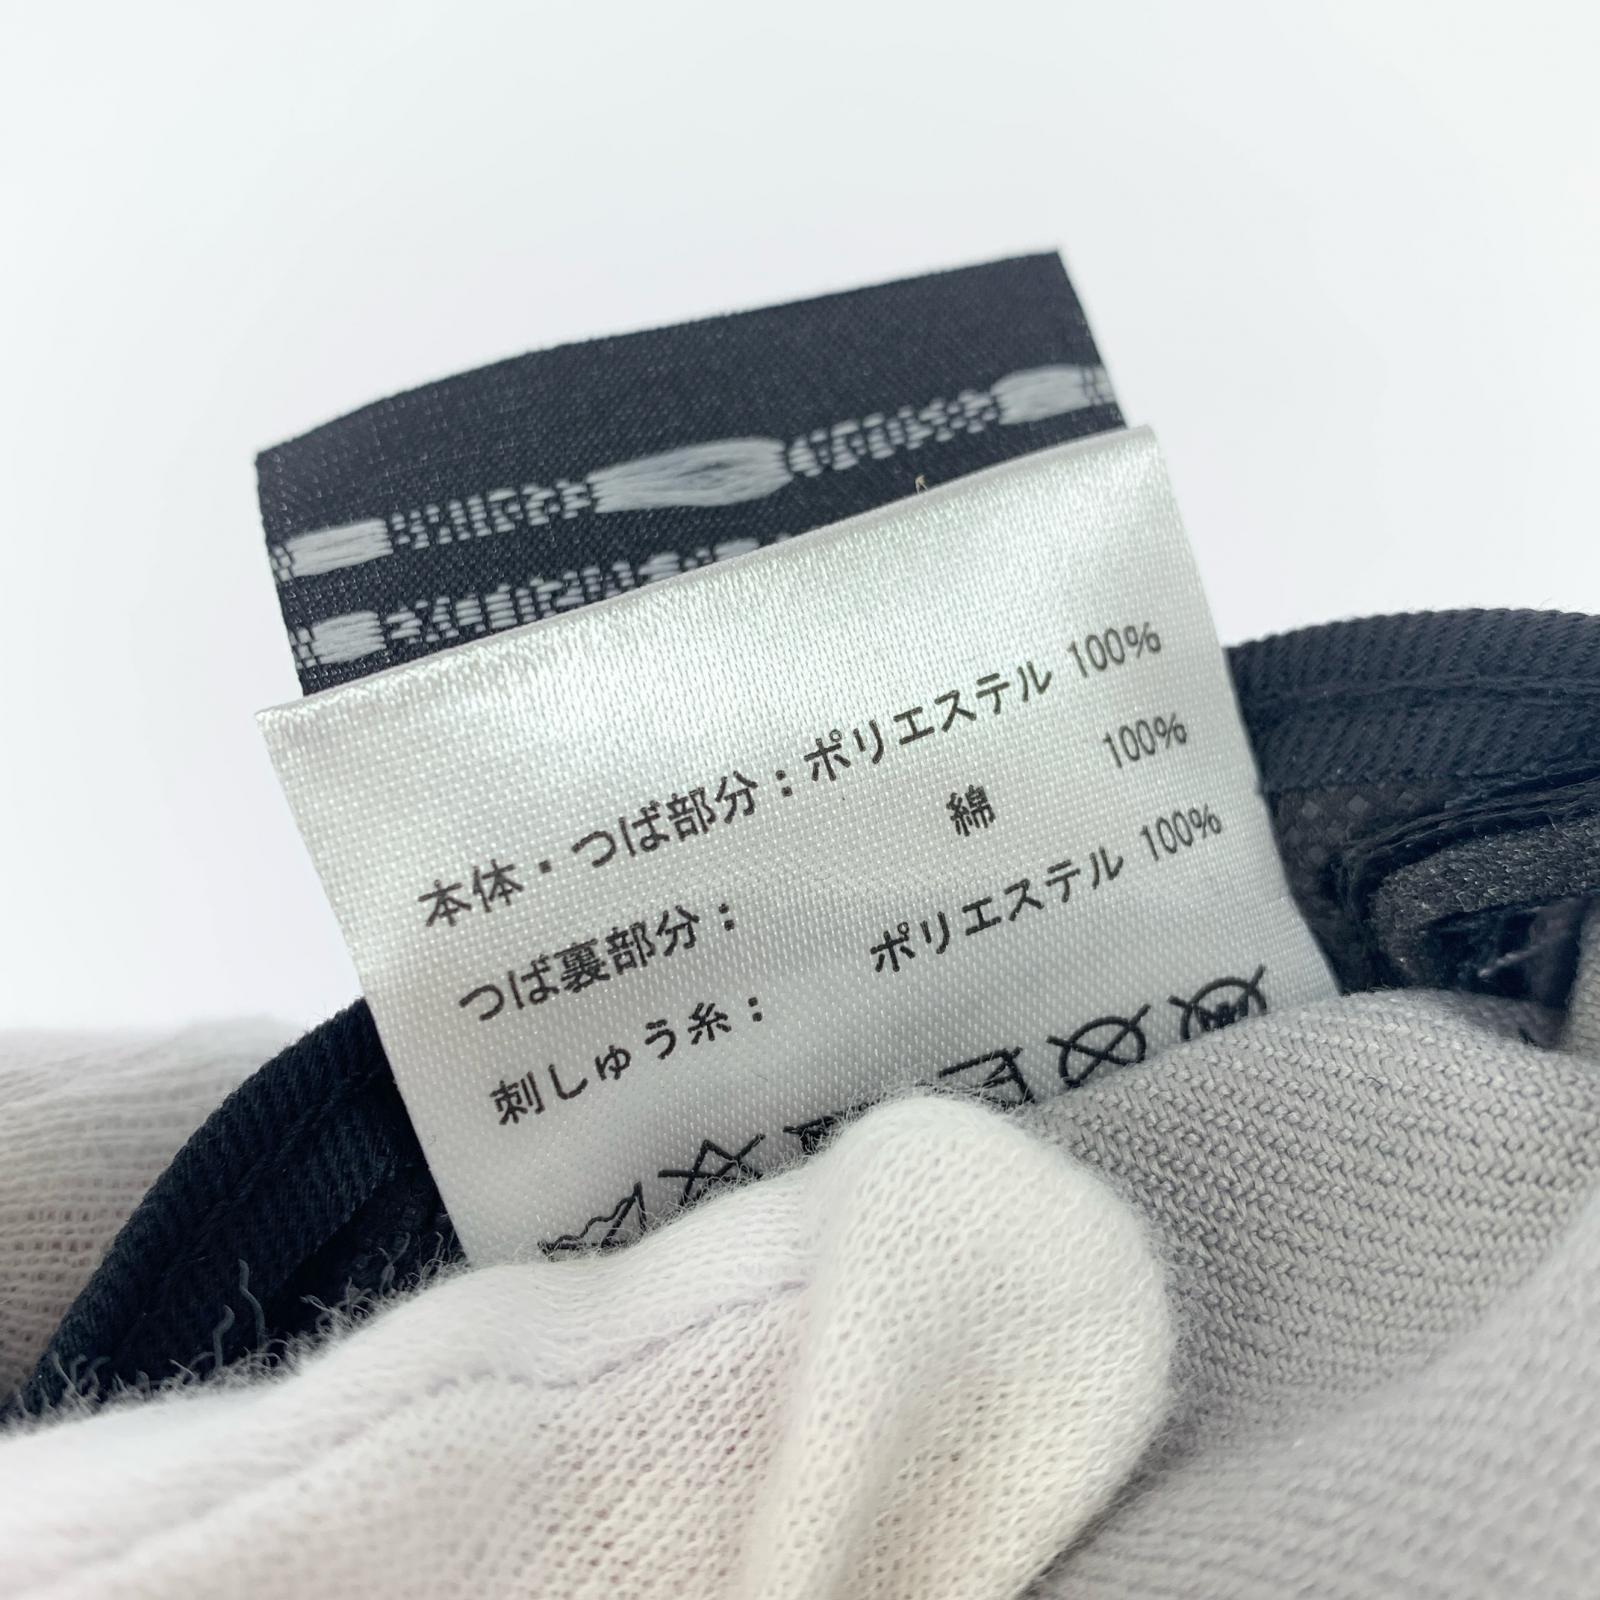 本体・つば部分：ポリエステル 100%
つば裏部分： 綿 100%
刺しゅう糸： ポリエステル 100%